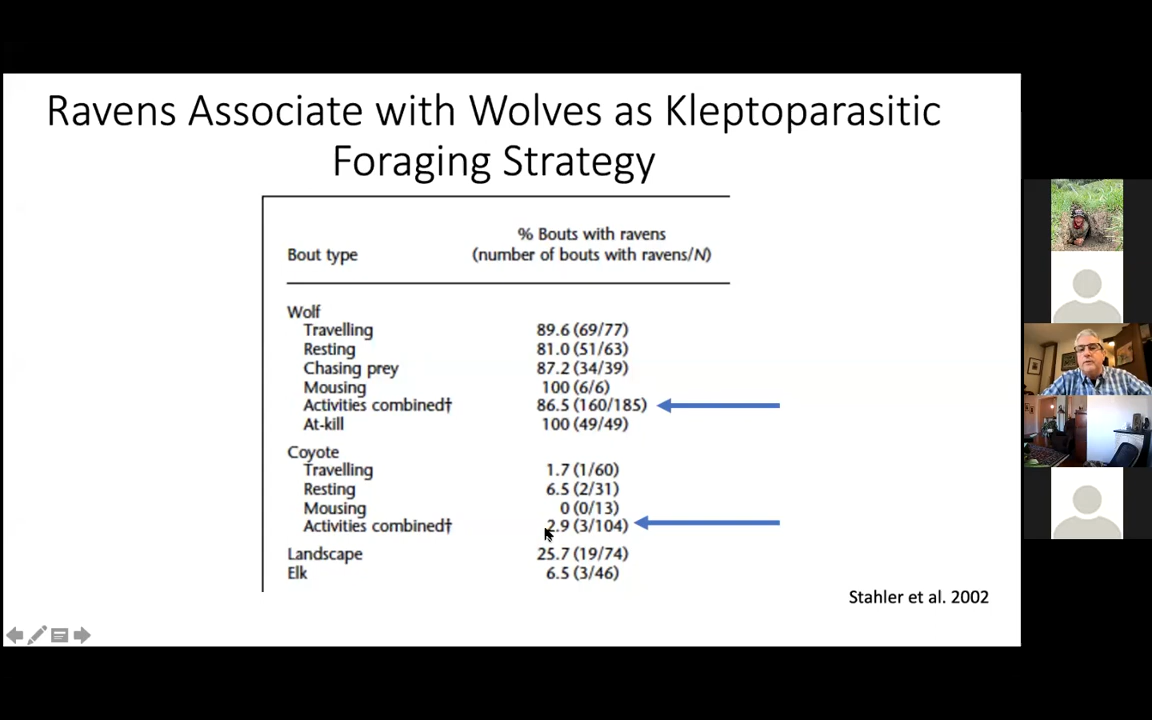 Ravens Associate with Wolves as Kleptoparasitic
Foraging Strategy
% Bouts with ravens
Bout type (number of bouts with ravens/N)
Wolf
Travelling 89.6 (69/77)
Resting 81.0 (51/63)
Chasing prey 87.2 (34/39)
Mousing 100 (6/6)
Activities combined† 86.5 (160/185)
At-kill 100 (49/49)
Coyote
Travelling 1.7 (1/60)
Resting 6.5 (2/31)
Mousing 0 (0/13)
Activities combined† 2.9 (3/104)
Landscape 25.7 (19/74)
Elk 6.5 (3/46)
Stahler et al. 2002